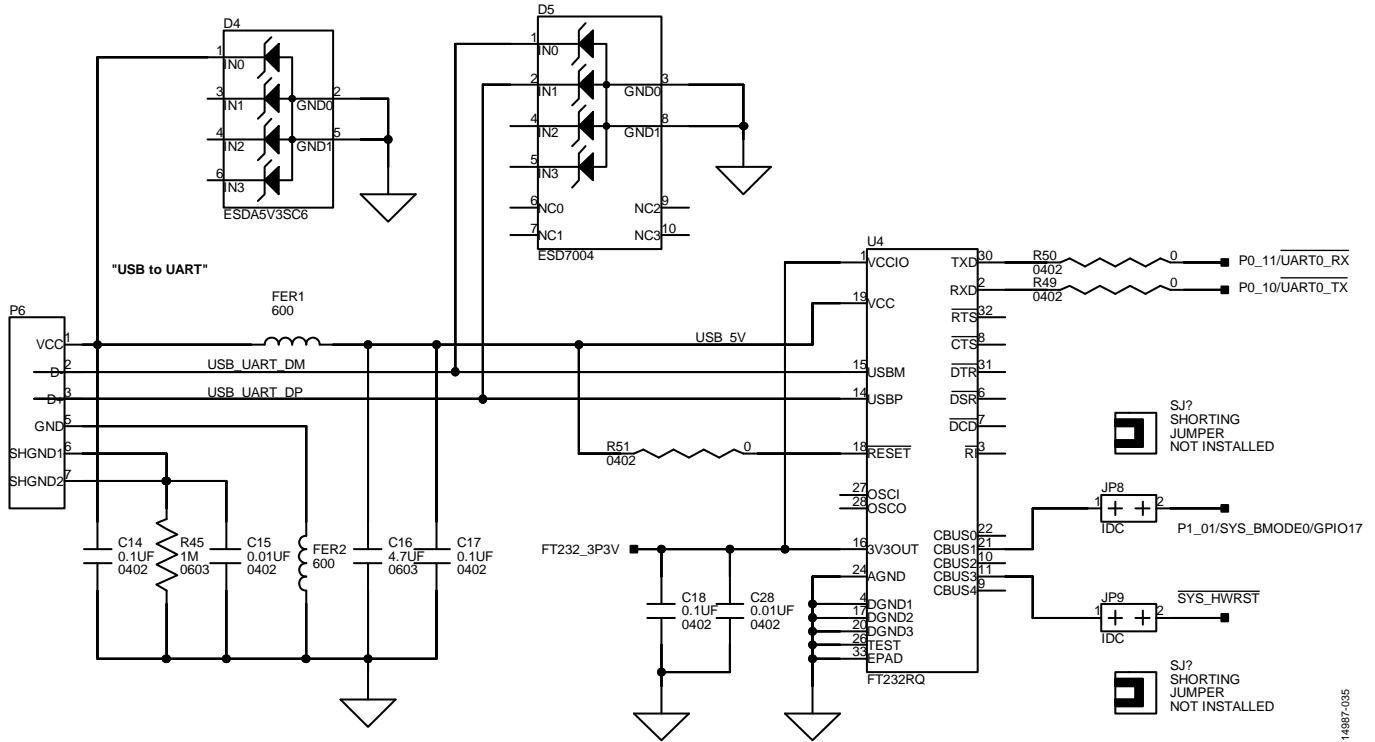 D4
1
IN0
3
IN1
4
IN2
6
IN3
2
GND0
5
GND1
ESDA5V3SC6
D5
1
IN0
2
IN1
4
IN2
5
IN3
6
NC0
7
NC1
3
GND0
8
GND1
9
NC2
10
NC3
ESD7004
"USB to UART"
P6
VCC 1
D- 2
D+ 3
GND 5
SHGND1 6
SHGND2 7
FER1
600
USB_5V
USB_UART_DM
USB_UART_DP
R51 0
0402
C14
0.1UF
0402
R45
1M
0603
C15
0.01UF
0402
FER2
600
C16
4.7UF
0603
C17
0.1UF
0402
FT232_3P3V
C18
0.1UF
0402
C28
0.01UF
0402
U4
1 VCCIO
19 VCC
15 USBM
14 USBP
18 RESET
27 OSCI
28 OSCO
16 3V3OUT
24 AGND
4 DGND1
17 DGND2
20 DGND3
26 TEST
33 EPAD
TXD 30
RXD 2
RTS 32
CTS 8
DTR 31
DSR 6
DCD 7
RI 3
CBUS0 22
CBUS1 21
CBUS2 10
CBUS3 11
CBUS4 9
FT232RQ
R50 0
0402
P0_11/UART0_RX
R49 0
0402
P0_10/UART0_TX
SJ?
SHORTING
JUMPER
NOT INSTALLED
JP8
1 2
IDC
P1_01/SYS_BMODE0/GPIO17
JP9
1 2
IDC
SYS_HWRST
SJ?
SHORTING
JUMPER
NOT INSTALLED
14987-035